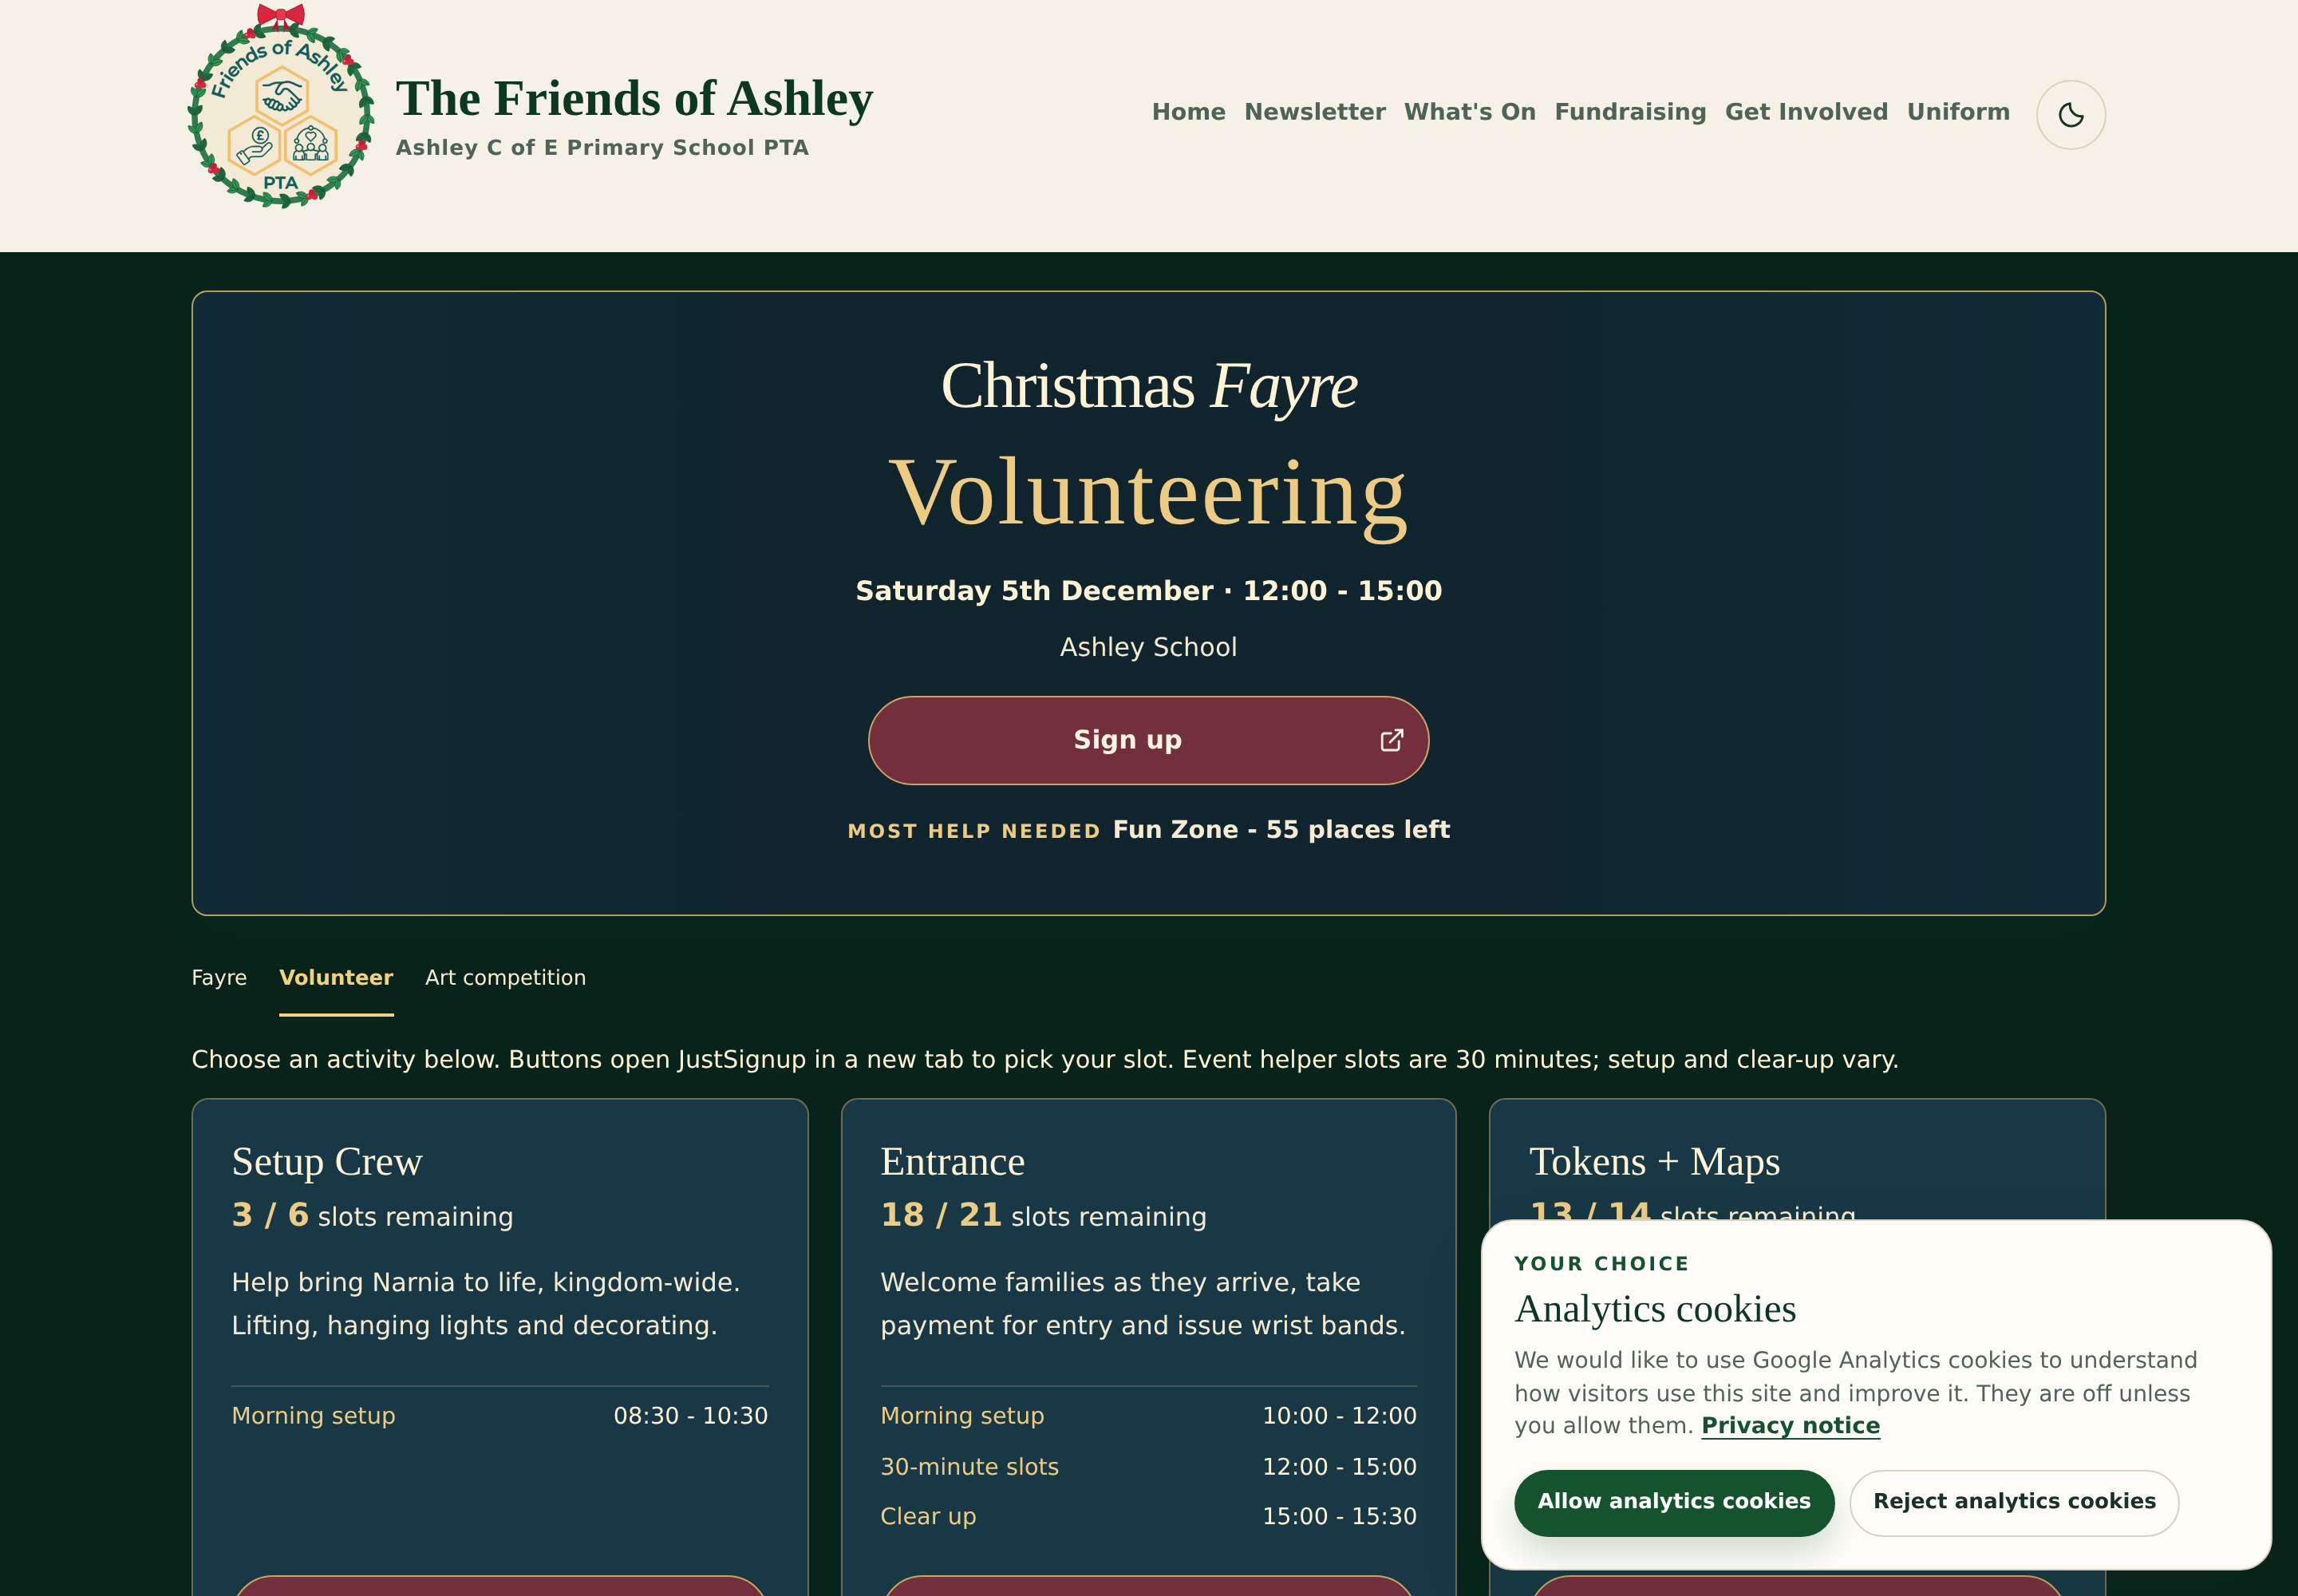 Friends of Ashley
£
PTA
The Friends of Ashley
Ashley C of E Primary School PTA
Home Newsletter What's On Fundraising Get Involved Uniform
Christmas Fayre
Volunteering
Saturday 5th December · 12:00 - 15:00
Ashley School
Sign up
MOST HELP NEEDED Fun Zone - 55 places left
Fayre Volunteer Art competition
Choose an activity below. Buttons open JustSignup in a new tab to pick your slot. Event helper slots are 30 minutes; setup and clear-up vary.
Setup Crew
3 / 6 slots remaining
Help bring Narnia to life, kingdom-wide.
Lifting, hanging lights and decorating.
Morning setup 08:30 - 10:30
Entrance
18 / 21 slots remaining
Welcome families as they arrive, take
payment for entry and issue wrist bands.
Morning setup 10:00 - 12:00
30-minute slots 12:00 - 15:00
Clear up 15:00 - 15:30
Tokens + Maps
13 / 14 slots remaining
YOUR CHOICE
Analytics cookies
We would like to use Google Analytics cookies to understand
how visitors use this site and improve it. They are off unless
you allow them. Privacy notice
Allow analytics cookies Reject analytics cookies